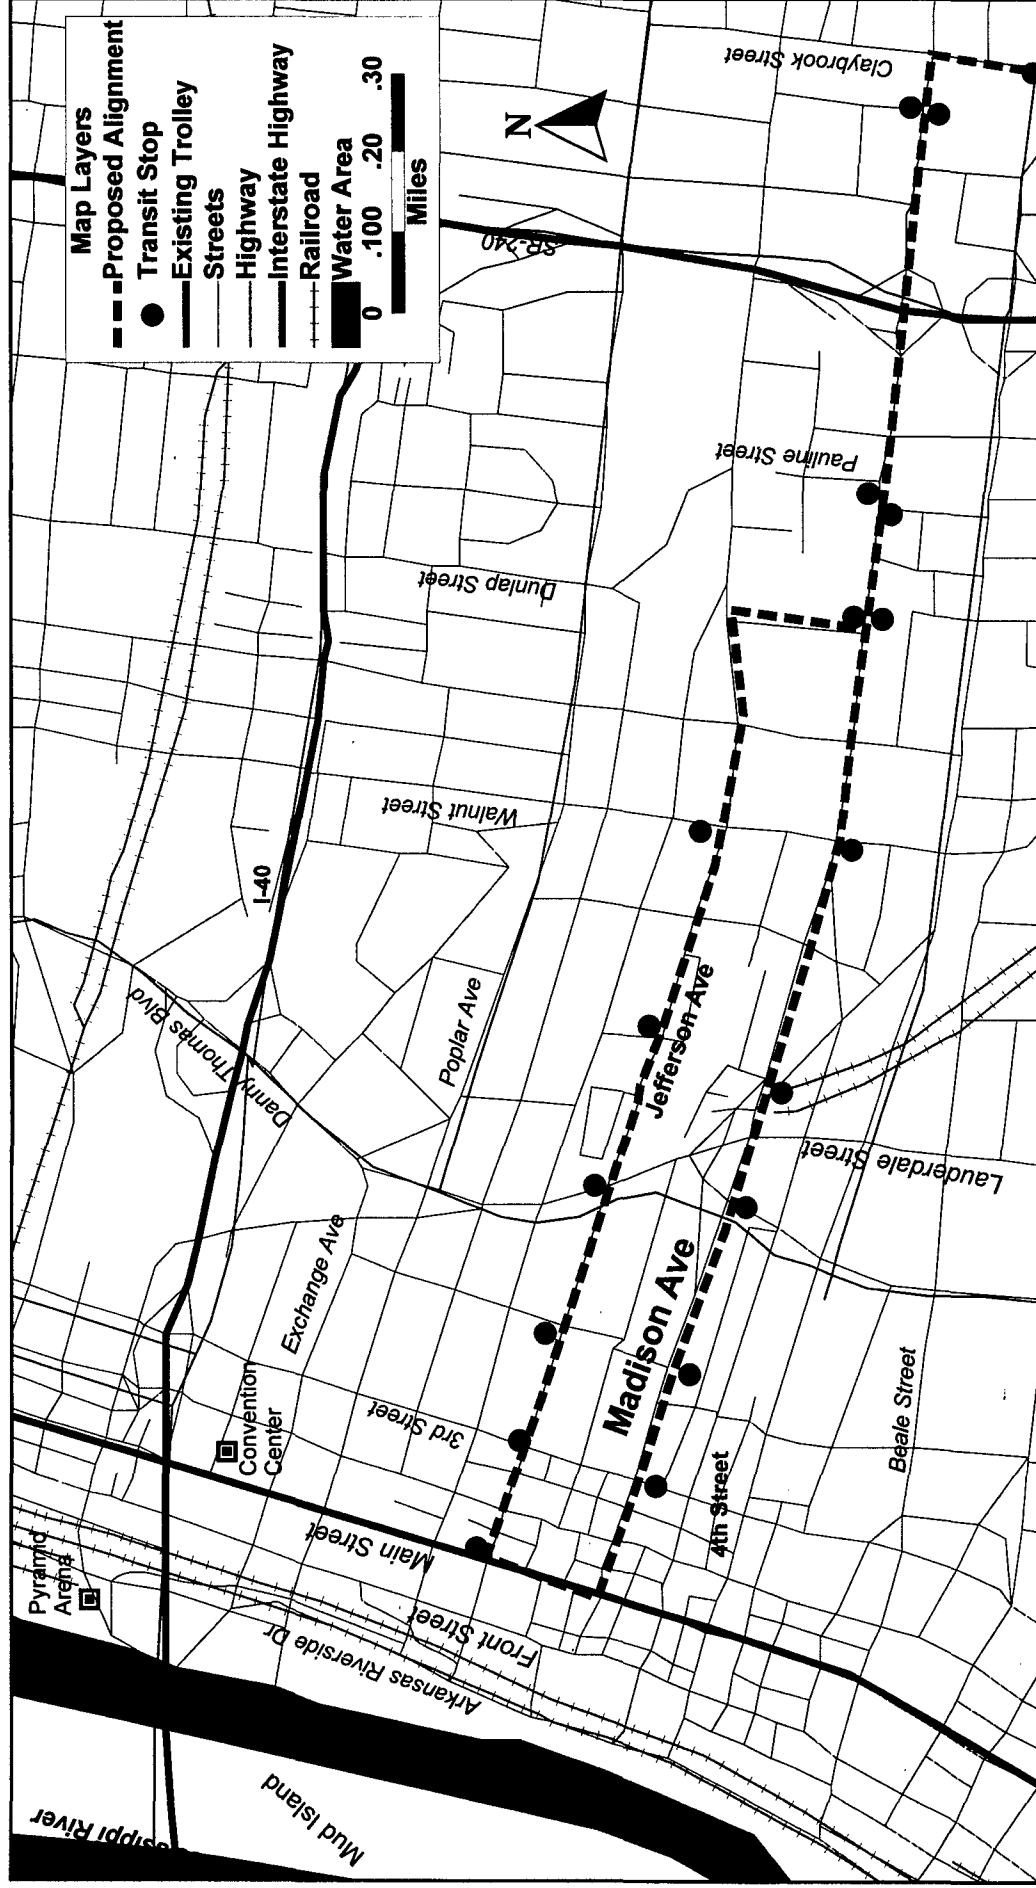 Map Layers
Proposed Alignment
Transit Stop
Existing Trolley
Streets
Highway
Interstate Highway
Railroad
Water Area
0 .100 .20 .30
Miles
N
Claybrook Street
SR-240
Pauline Street
Dunlap Street
Walnut Street
I-40
Danny Thomas Blvd
Poplar Ave
Jefferson Ave
Lauderdale Street
Exchange Ave
Madison Ave
Convention
Center
3rd Street
4th Street
Beale Street
Main Street
Pyramid
Arena
Front Street
Arkansas Riverside Dr
Mud Island
River